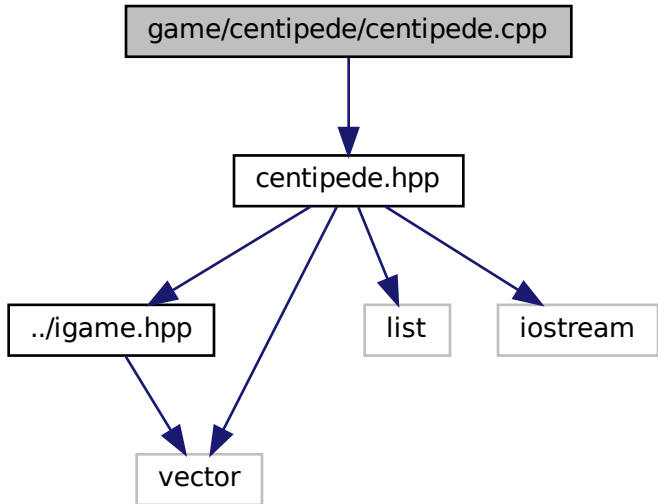 game/centipede/centipede.cpp
centipede.hpp
../igame.hpp
list
iostream
vector